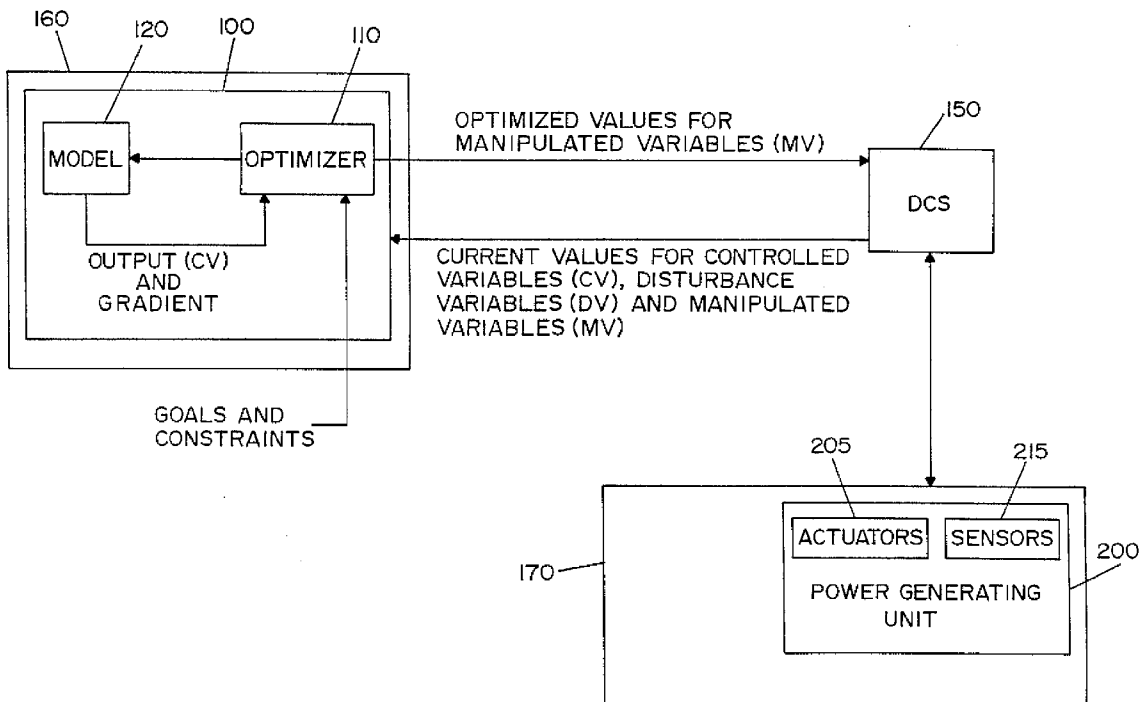 160
120
100
110
MODEL
OPTIMIZER
OUTPUT (CV)
AND
GRADIENT
OPTIMIZED VALUES FOR
MANIPULATED VARIABLES (MV)
150
DCS
CURRENT VALUES FOR CONTROLLED
VARIABLES (CV), DISTURBANCE
VARIABLES (DV) AND MANIPULATED
VARIABLES (MV)
GOALS AND
CONSTRAINTS
205
215
ACTUATORS
SENSORS
200
170
POWER GENERATING
UNIT